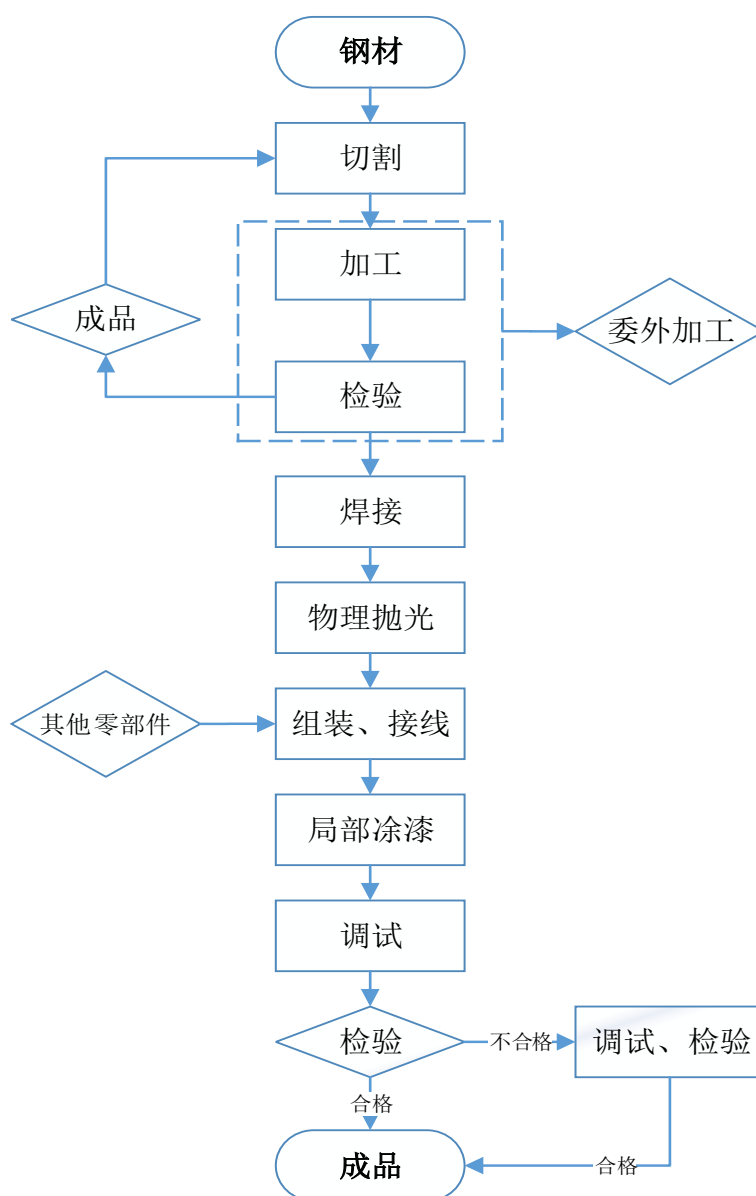 钢材
切割
加工
成品
委外加工
检验
焊接
物理抛光
其他零部件
组装、接线
局部涂漆
调试
检验
不合格
调试、检验
合格
成品
合格